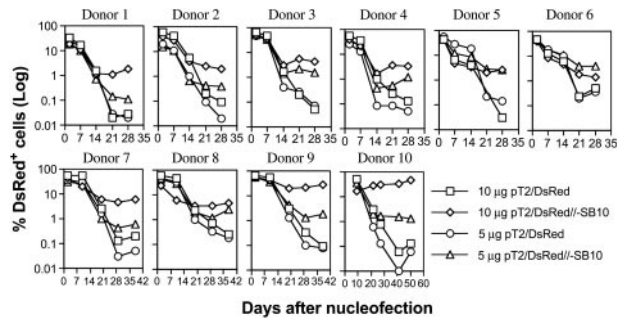 Donor 1 Donor 2 Donor 3 Donor 4 Donor 5 Donor 6
100
10
1
0.1
0.01
0 7 14 21 28 35 0 7 14 21 28 35 0 7 14 21 28 35 0 7 14 21 28 35 0 7 14 21 28 35 0 7 14 21 28 35
% DsRed+ cells (Log)
Donor 7 Donor 8 Donor 9 Donor 10
100
10
1
0.1
0.01
0 7 14 21 28 35 42 0 7 14 21 28 35 42 0 7 14 21 28 35 42 0 10 20 30 40 50 60
10 µg pT2/DsRed
10 µg pT2/DsRed//-SB10
5 µg pT2/DsRed
5 µg pT2/DsRed//-SB10
Days after nucleofection